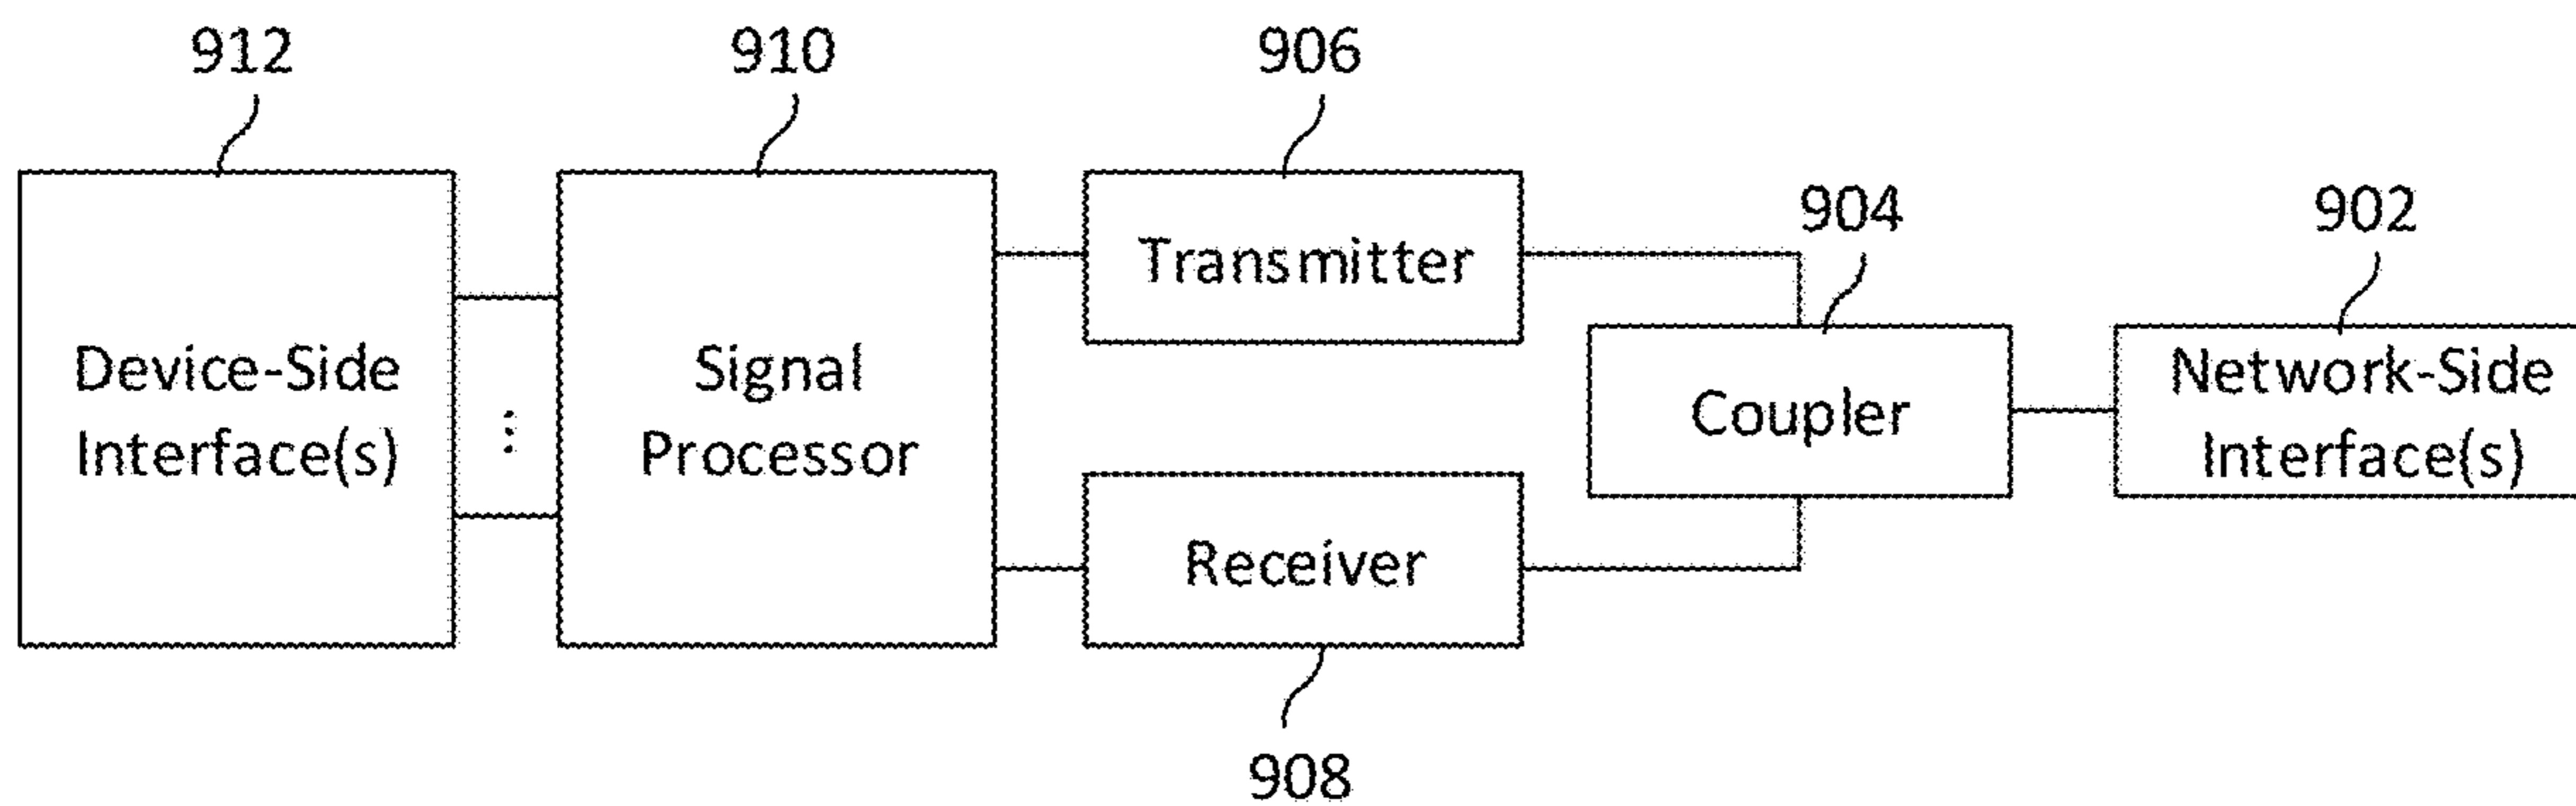 912
910
906
904
902
Device-Side
Interface(s)
Signal
Processor
Transmitter
Receiver
Coupler
Network-Side
Interface(s)
908